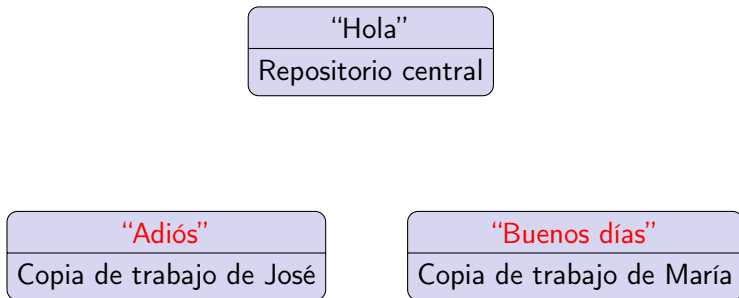 “Hola”
Repositorio central
“Adiós”
Copia de trabajo de José
“Buenos días”
Copia de trabajo de María